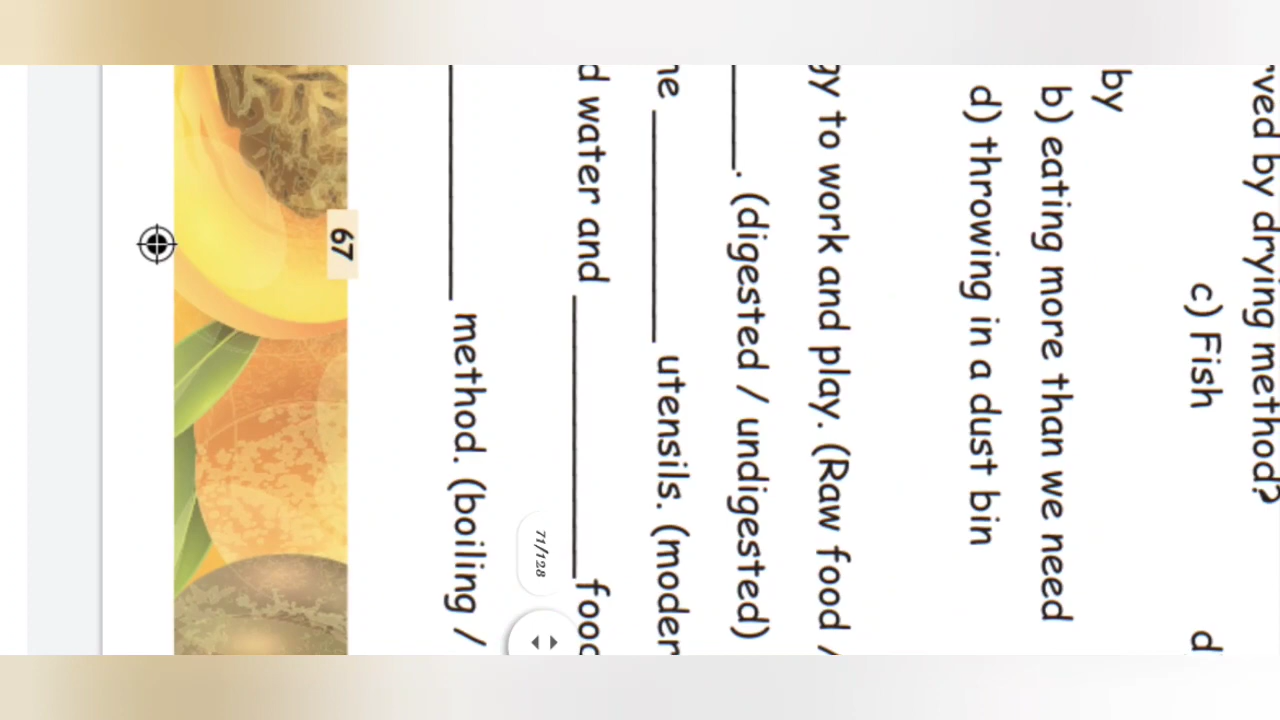 ved by drying method?
c) Fish
d
by
b) eating more than we need
d) throwing in a dust bin
gy to work and play. (Raw food /
. (digested / undigested)
ne utensils. (moder
d water and food
method. (boiling /
67
71/128